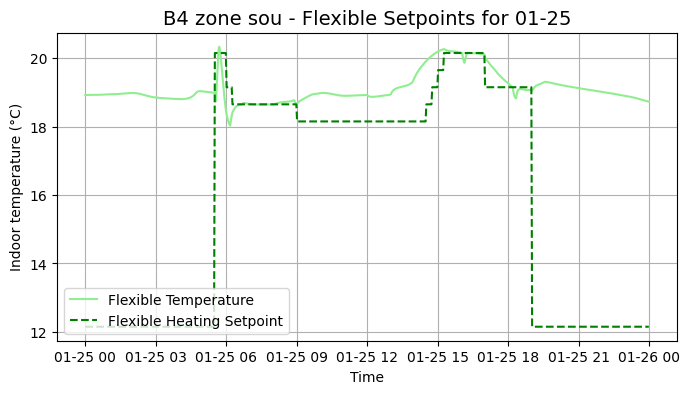 B4 zone sou - Flexible Setpoints for 01-25
Indoor temperature (°C)
20
18
16
14
12
Flexible Temperature
Flexible Heating Setpoint
01-25 00 01-25 03 01-25 06 01-25 09 01-25 12 01-25 15 01-25 18 01-25 21 01-26 00
Time